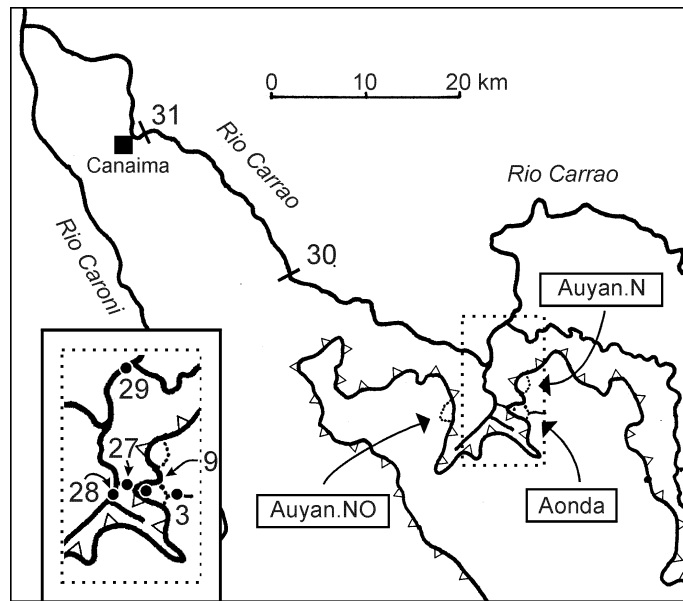 0 10 20 km
31
Rio Carrao
Canaima
Rio Carrao
Rio Caroni
30
Auyan.N
29
27
9
28
3
Auyan.NO
Aonda